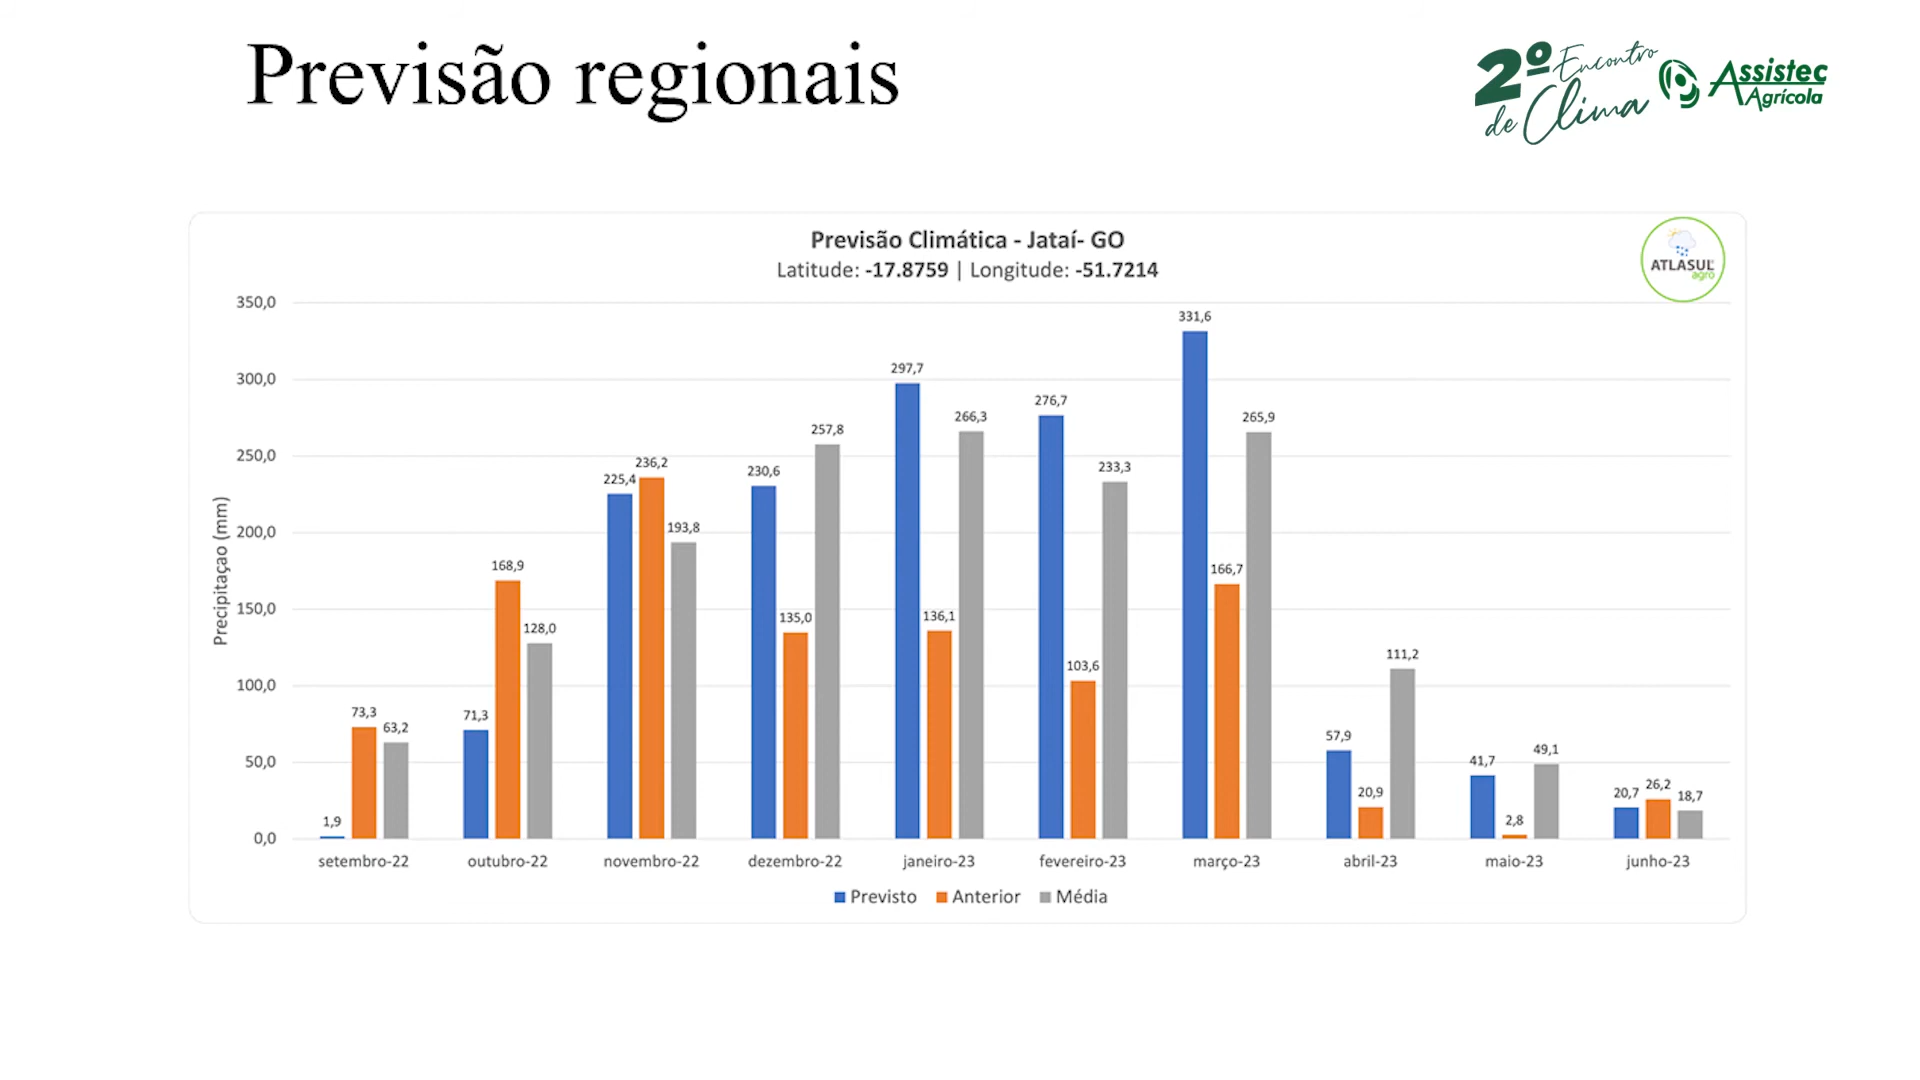 Previsão regionais
2º Encontro
de Clima
Assistec
Agrícola
Previsão Climática - Jataí- GO
Latitude: -17.8759 | Longitude: -51.7214
ATLASUL
agro
Precipitaçao (mm)
350,0
300,0
250,0
200,0
150,0
100,0
50,0
0,0
1,9
73,3
63,2
71,3
168,9
128,0
225,4
236,2
193,8
230,6
135,0
257,8
297,7
136,1
266,3
276,7
103,6
233,3
331,6
166,7
265,9
57,9
20,9
111,2
41,7
2,8
49,1
20,7
26,2
18,7
setembro-22
outubro-22
novembro-22
dezembro-22
janeiro-23
fevereiro-23
março-23
abril-23
maio-23
junho-23
Previsto Anterior Média